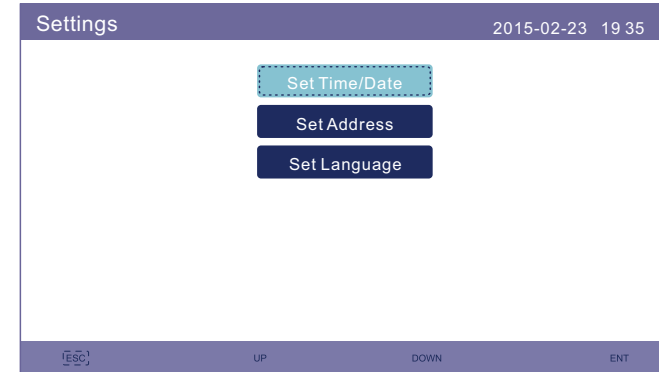 Settings 2015-02-23 19 35
Set Time/Date
Set Address
Set Language
ESC UP DOWN ENT